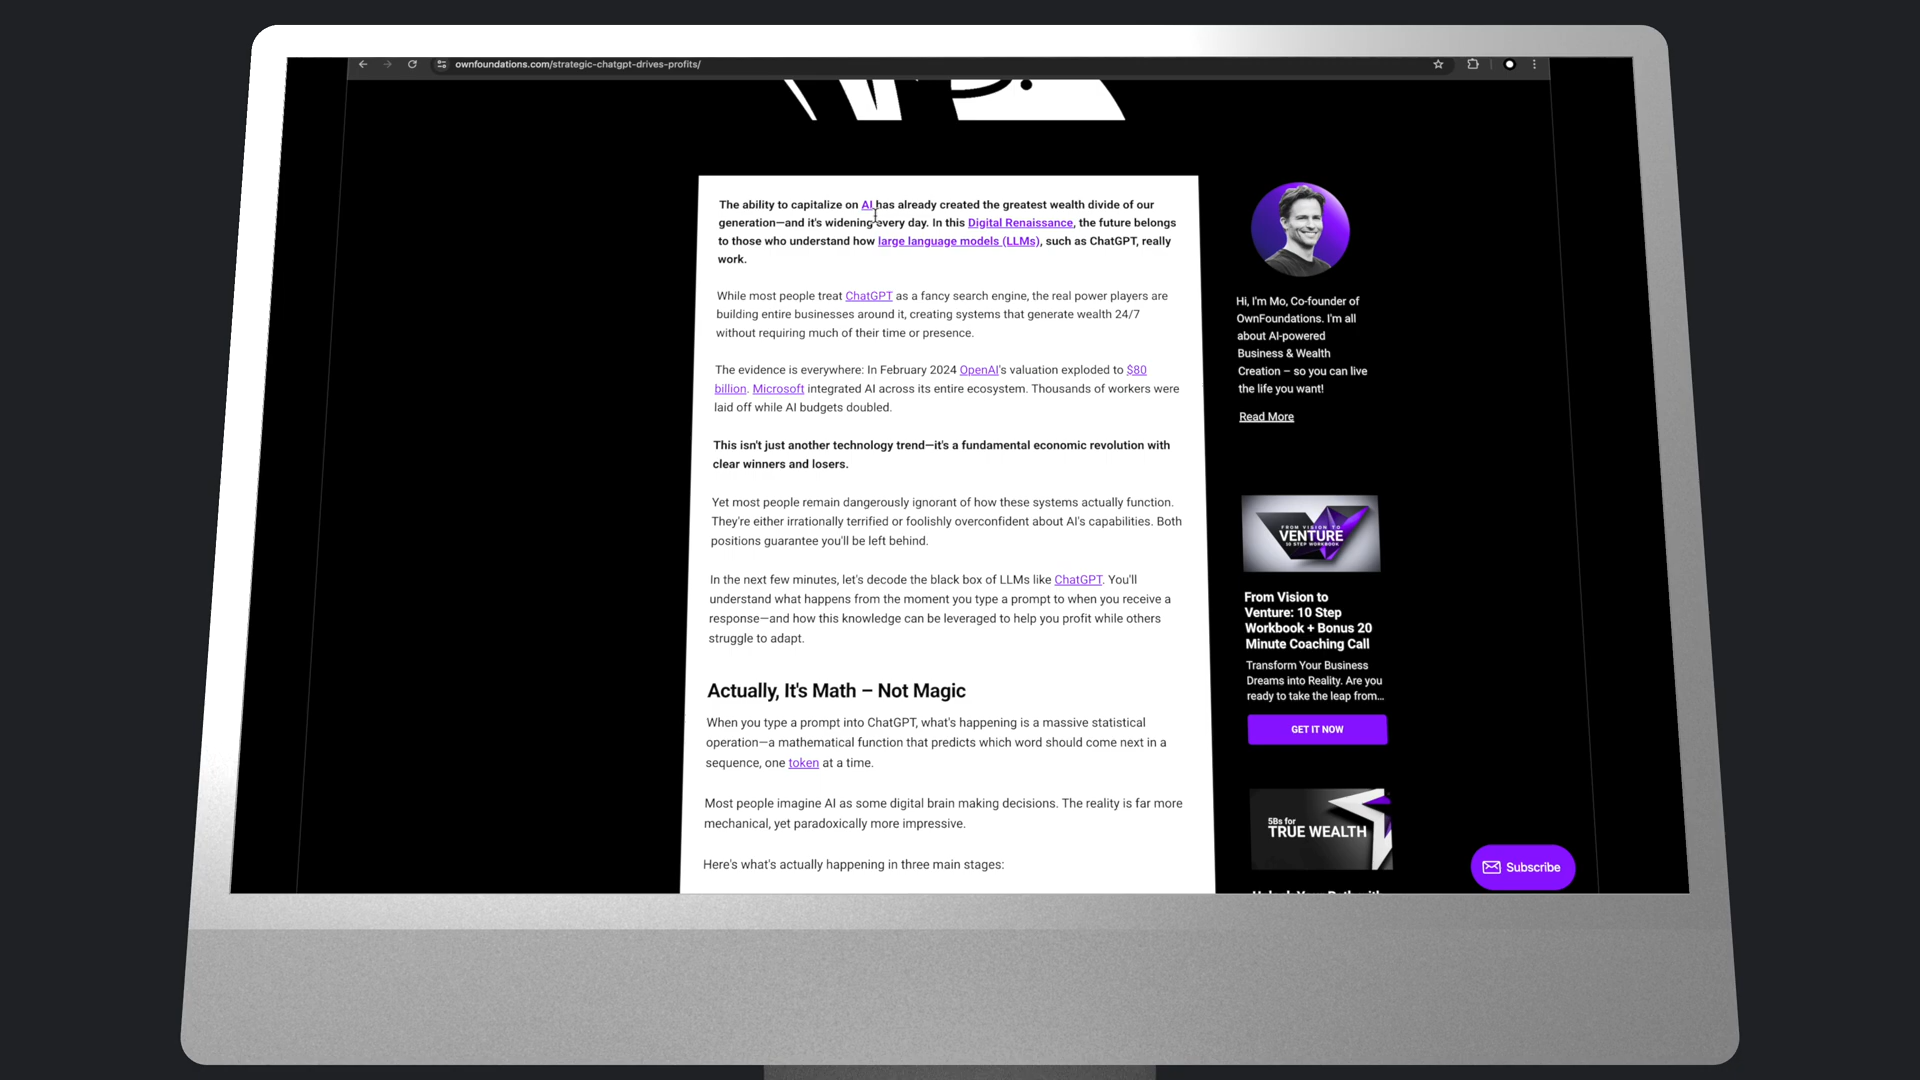 ownfoundations.com/strategic-chatgpt-drives-profits/
The ability to capitalize on AI has already created the greatest wealth divide of our
generation—and it's widening every day. In this Digital Renaissance, the future belongs
to those who understand how large language models (LLMs), such as ChatGPT, really
work.
While most people treat ChatGPT as a fancy search engine, the real power players are
building entire businesses around it, creating systems that generate wealth 24/7
without requiring much of their time or presence.
The evidence is everywhere: In February 2024 OpenAI's valuation exploded to $80
billion. Microsoft integrated AI across its entire ecosystem. Thousands of workers were
laid off while AI budgets doubled.
This isn't just another technology trend—it's a fundamental economic revolution with
clear winners and losers.
Yet most people remain dangerously ignorant of how these systems actually function.
They're either irrationally terrified or foolishly overconfident about AI's capabilities. Both
positions guarantee you'll be left behind.
In the next few minutes, let's decode the black box of LLMs like ChatGPT. You'll
understand what happens from the moment you type a prompt to when you receive a
response—and how this knowledge can be leveraged to help you profit while others
struggle to adapt.
Actually, It's Math – Not Magic
When you type a prompt into ChatGPT, what's happening is a massive statistical
operation—a mathematical function that predicts which word should come next in a
sequence, one token at a time.
Most people imagine AI as some digital brain making decisions. The reality is far more
mechanical, yet paradoxically more impressive.
Here's what's actually happening in three main stages:
Hi, I'm Mo, Co-founder of
OwnFoundations. I'm all
about AI-powered
Business & Wealth
Creation – so you can live
the life you want!
Read More
FROM VISION TO
VENTURE
10 STEP WORKBOOK
From Vision to
Venture: 10 Step
Workbook + Bonus 20
Minute Coaching Call
Transform Your Business
Dreams into Reality. Are you
ready to take the leap from...
GET IT NOW
5Bs for
TRUE WEALTH
Subscribe